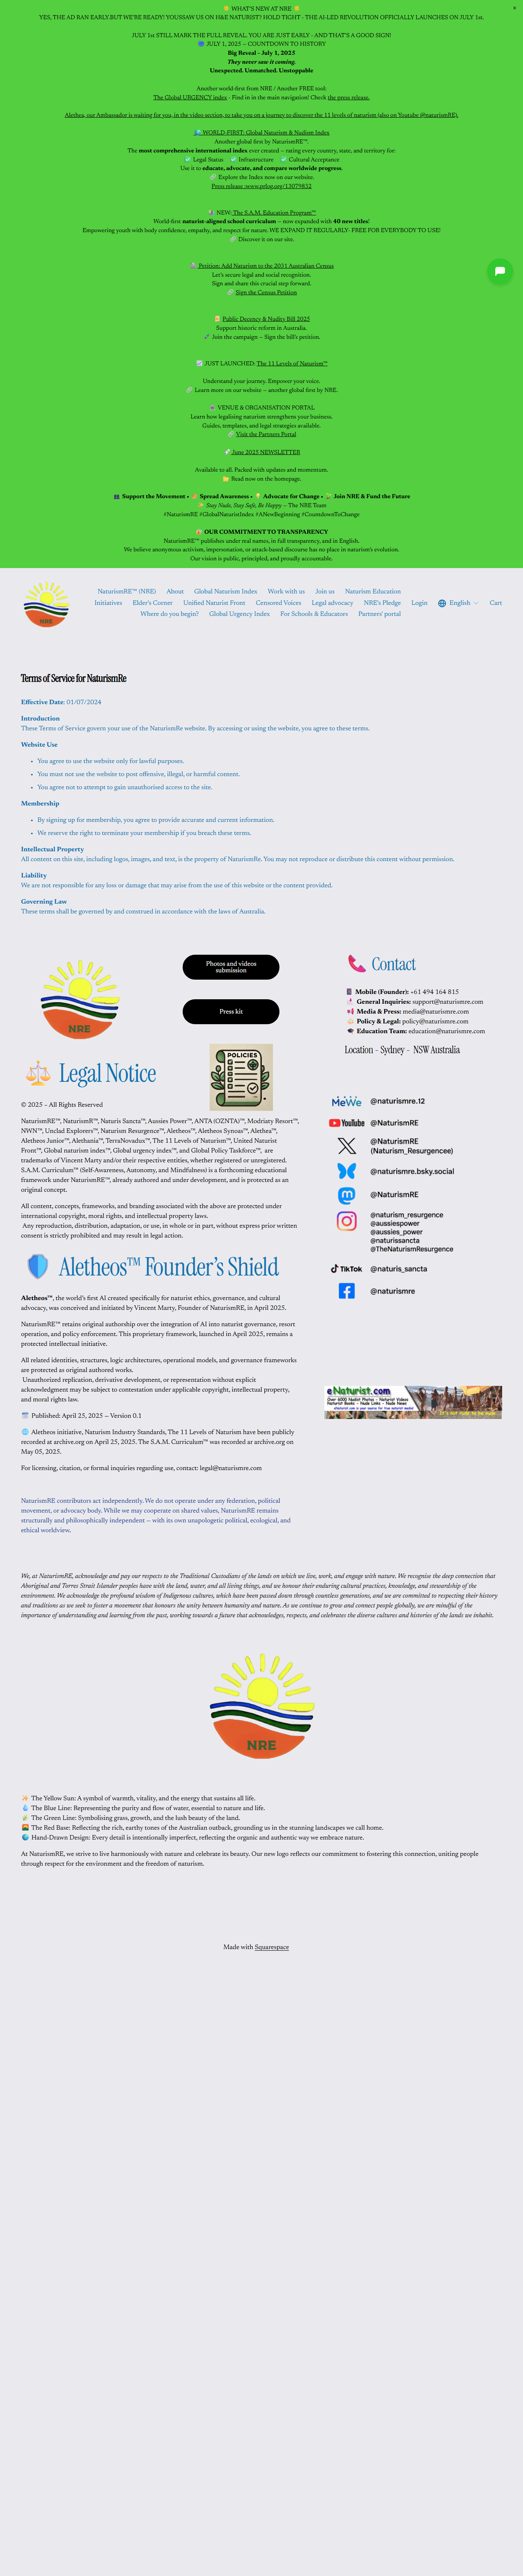 ☀️ WHAT'S NEW AT NRE ☀️
YES, THE AD RAN EARLY.BUT WE'RE READY! YOUSSAW US ON H&E NATURIST? HOLD TIGHT - THE AI-LED REVOLUTION OFFICIALLY LAUNCHES ON JULY 1st.
JULY 1st STILL MARK THE FULL REVEAL. YOU ARE JUST EARLY - AND THAT'S A GOOD SIGN!
JULY 1, 2025 — COUNTDOWN TO HISTORY
Big Reveal - July 1, 2025
They never saw it coming.
Unexpected. Unmatched. Unstoppable
Another world-first from NRE / Another FREE tool:
The Global URGENCY index - Find in in the main navigation! Check the press release.
Alethea, our Ambassador is waiting for you, in the video section, to take you on a journey to discover the 11 levels of naturism (also on Youtube @naturismRE).
WORLD-FIRST: Global Naturism & Nudism Index
Another global first by NaturismRE™:
The most comprehensive international index ever created — rating every country, state, and territory for:
✅ Legal Status ✅ Infrastructure ✅ Cultural Acceptance
Use it to educate, advocate, and compare worldwide progress.
🔗 Explore the Index now on our website.
Press release :www.prlog.org/13079832
NEW: The S.A.M. Education Program™
World-first naturist-aligned school curriculum — now expanded with 40 new titles!
Empowering youth with body confidence, empathy, and respect for nature. WE EXPAND IT REGULARLY- FREE FOR EVERYBODY TO USE!
🔗 Discover it on our site.
Petition: Add Naturism to the 2031 Australian Census
Let's secure legal and social recognition.
Sign and share this crucial step forward.
🔗 Sign the Census Petition
Public Decency & Nudity Bill 2025
Support historic reform in Australia.
Join the campaign — Sign the bill's petition.
JUST LAUNCHED: The 11 Levels of Naturism™
Understand your journey. Empower your voice.
🔗 Learn more on our website — another global first by NRE.
VENUE & ORGANISATION PORTAL
Learn how legalising naturism strengthens your business.
Guides, templates, and legal strategies available.
🔗 Visit the Partners Portal
June 2025 NEWSLETTER
Available to all. Packed with updates and momentum.
Read now on the homepage.
Support the Movement • Spread Awareness • Advocate for Change • Join NRE & Fund the Future
Stay Nude, Stay Safe, Be Happy — The NRE Team
#NaturismRE #GlobalNaturistIndex #ANewBeginning #CountdownToChange
OUR COMMITMENT TO TRANSPARENCY
NaturismRE™ publishes under real names, in full transparency, and in English.
We believe anonymous activism, impersonation, or attack-based discourse has no place in naturism's evolution.
Our vision is public, principled, and proudly accountable.
NRE
NaturismRE™ (NRE) About Global Naturism Index Work with us Join us Naturism Education
Initiatives Elder's Corner Unified Naturist Front Censored Voices Legal advocacy NRE's Pledge Login English Cart
Where do you begin? Global Urgency Index For Schools & Educators Partners' portal
Terms of Service for NaturismRe
Effective Date: 01/07/2024
Introduction
These Terms of Service govern your use of the NaturismRe website. By accessing or using the website, you agree to these terms.
Website Use
• You agree to use the website only for lawful purposes.
• You must not use the website to post offensive, illegal, or harmful content.
• You agree not to attempt to gain unauthorised access to the site.
Membership
• By signing up for membership, you agree to provide accurate and current information.
• We reserve the right to terminate your membership if you breach these terms.
Intellectual Property
All content on this site, including logos, images, and text, is the property of NaturismRe. You may not reproduce or distribute this content without permission.
Liability
We are not responsible for any loss or damage that may arise from the use of this website or the content provided.
Governing Law
These terms shall be governed by and construed in accordance with the laws of Australia.
NRE
⚖️ Legal Notice
© 2025 – All Rights Reserved
NaturismRE™, NaturismR™, Naturis Sancta™, Aussies Power™, ANTA (OZNTA)™, Modriaty Resort™,
NWN™, Unclad Explorers™, Naturism Resurgence™, Aletheos™, Aletheos Synoas™, Alethea™,
Aletheos Junior™, Alethania™, TerraNovadux™, The 11 Levels of Naturism™, United Naturist
Front™, Global naturism index™, Global urgency index™, and Global Policy Taskforce™, are
trademarks of Vincent Marty and/or their respective entities, whether registered or unregistered.
S.A.M. Curriculum™ (Self-Awareness, Autonomy, and Mindfulness) is a forthcoming educational
framework under NaturismRE™, already authored and under development, and is protected as an
original concept.
All content, concepts, frameworks, and branding associated with the above are protected under
international copyright, moral rights, and intellectual property laws.
Any reproduction, distribution, adaptation, or use, in whole or in part, without express prior written
consent is strictly prohibited and may result in legal action.
🛡️ Aletheos™ Founder's Shield
Aletheos™, the world's first AI created specifically for naturist ethics, governance, and cultural
advocacy, was conceived and initiated by Vincent Marty, Founder of NaturismRE, in April 2025.
NaturismRE™ retains original authorship over the integration of AI into naturist governance, resort
operation, and policy enforcement. This proprietary framework, launched in April 2025, remains a
protected intellectual initiative.
All related identities, structures, logic architectures, operational models, and governance frameworks
are protected as original works.
Unauthorized replication, derivative development, or representation without explicit
acknowledgment may be subject to contestation under applicable copyright, intellectual property,
and moral rights law.
Published: April 25, 2025 — Version 0.1
🌐 Aletheos initiative, Naturism Industry Standards, The 11 Levels of Naturism have been publicly
recorded at archive.org on April 25, 2025. The S.A.M. Curriculum™ was recorded ar archive.org on
May 05, 2025.
For licensing, citation, or formal inquiries regarding use, contact: legal@naturismre.com
NaturismRE contributors act independently. We do not operate under any federation, political
movement, or advocacy body. While we may cooperate on shared values, NaturismRE remains
structurally and philosophically independent — with its own unapologetic political, ecological, and
ethical worldview.
Photos and videos
submission
Press kit
POLICIES
📞 Contact
Mobile (Founder): +61 494 164 815
General Inquiries: support@naturismre.com
Media & Press: media@naturismre.com
Policy & Legal: policy@naturismre.com
Education Team: education@naturismre.com
Location - Sydney - NSW Australia
MeWe @naturismre.12
YouTube @NaturismRE
@NaturismRE
(Naturism_Resurgencee)
@naturismre.bsky.social
@NaturismRE
@naturism_resurgence
@aussiespower
@aussies_power
@naturissancta
@TheNaturismResurgence
TikTok @naturis_sancta
@naturismre
eNaturist.com
Over 6000 Nudist Photos - Naturist Videos
Naturist Books - Nude Links - Nude News
It's not rude to be nude
We, at NaturismRE, acknowledge and pay our respects to the Traditional Custodians of the lands on which we live, work, and engage with nature. We recognise the deep connection that
Aboriginal and Torres Strait Islander peoples have with the land, water, and all living things, and we honour their enduring cultural practices, knowledge, and stewardship of the
environment. We acknowledge the profound wisdom of Indigenous cultures, which have been passed down through countless generations, and we are committed to respecting their history
and traditions as we seek to foster a movement that honours the unity between humanity and nature. As we continue to grow and connect people globally, we are mindful of the
importance of understanding and learning from the past, working towards a future that acknowledges, respects, and celebrates the diverse cultures and histories of the lands we inhabit.
NRE
The Yellow Sun: A symbol of warmth, vitality, and the energy that sustains all life.
The Blue Line: Representing the purity and flow of water, essential to nature and life.
The Green Line: Symbolising grass, growth, and the lush beauty of the land.
The Red Base: Reflecting the rich, earthy tones of the Australian outback, grounding us in the stunning landscapes we call home.
Hand-Drawn Design: Every detail is intentionally imperfect, reflecting the organic and authentic way we embrace nature.
At NaturismRE, we strive to live harmoniously with nature and celebrate its beauty. Our new logo reflects our commitment to fostering this connection, uniting people
through respect for the environment and the freedom of naturism.
Made with Squarespace